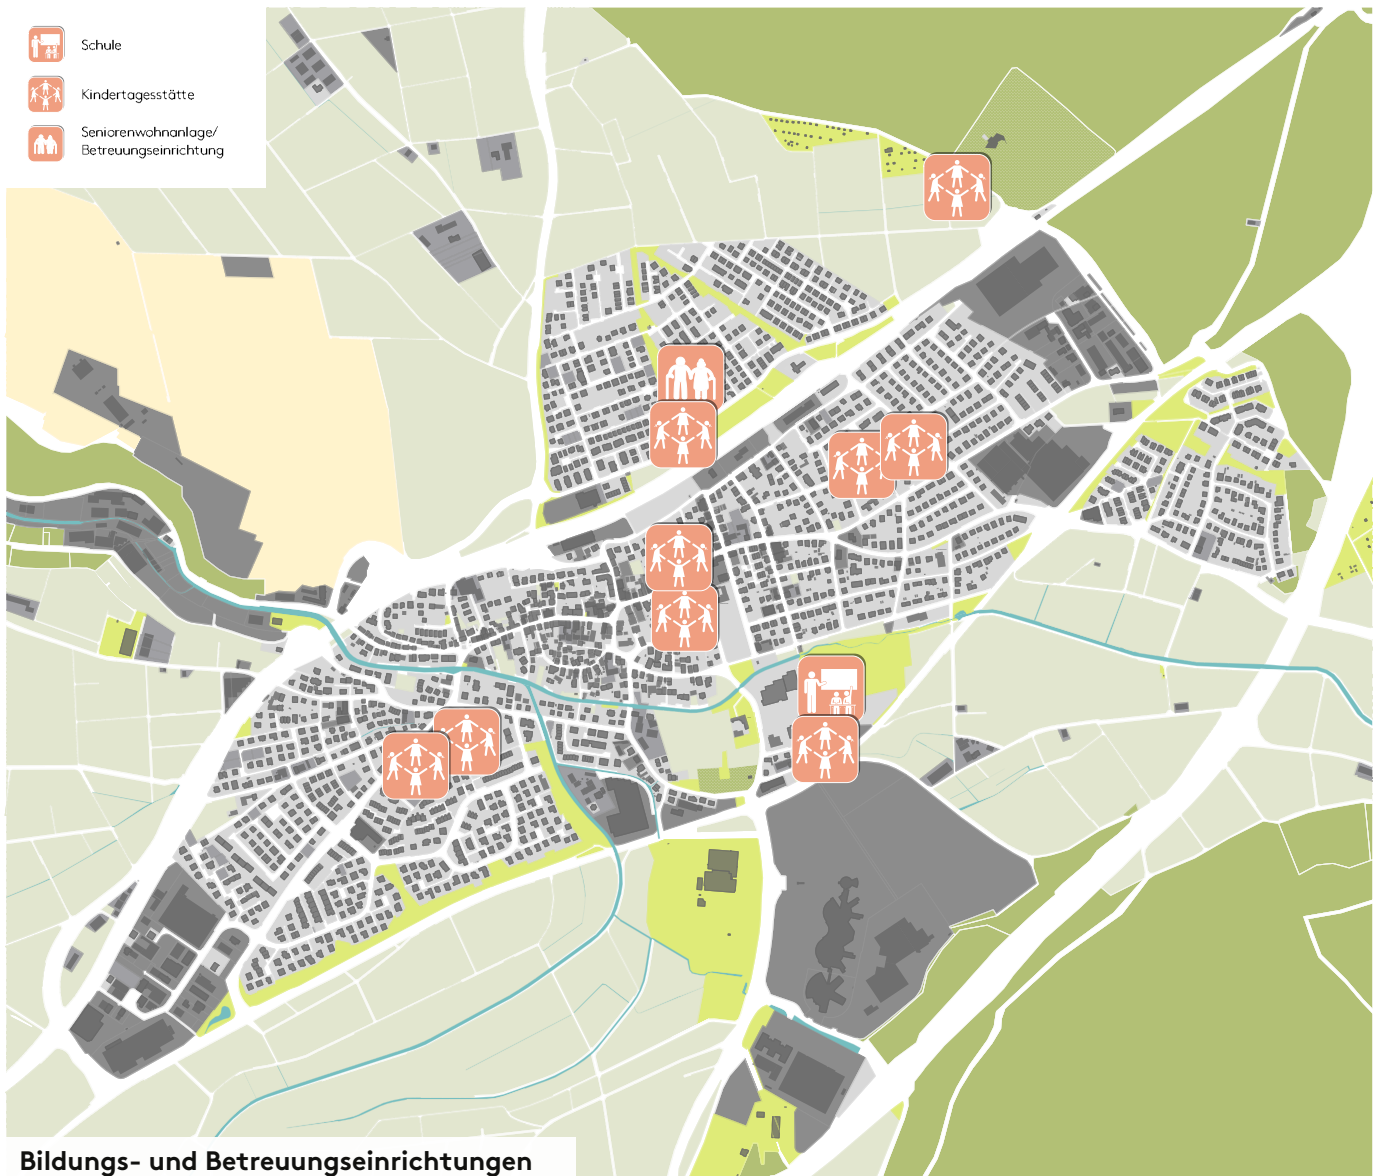 Schule
Kindertagesstätte
Seniorenwohnanlage/
Betreuungseinrichtung
Bildungs- und Betreuungseinrichtungen